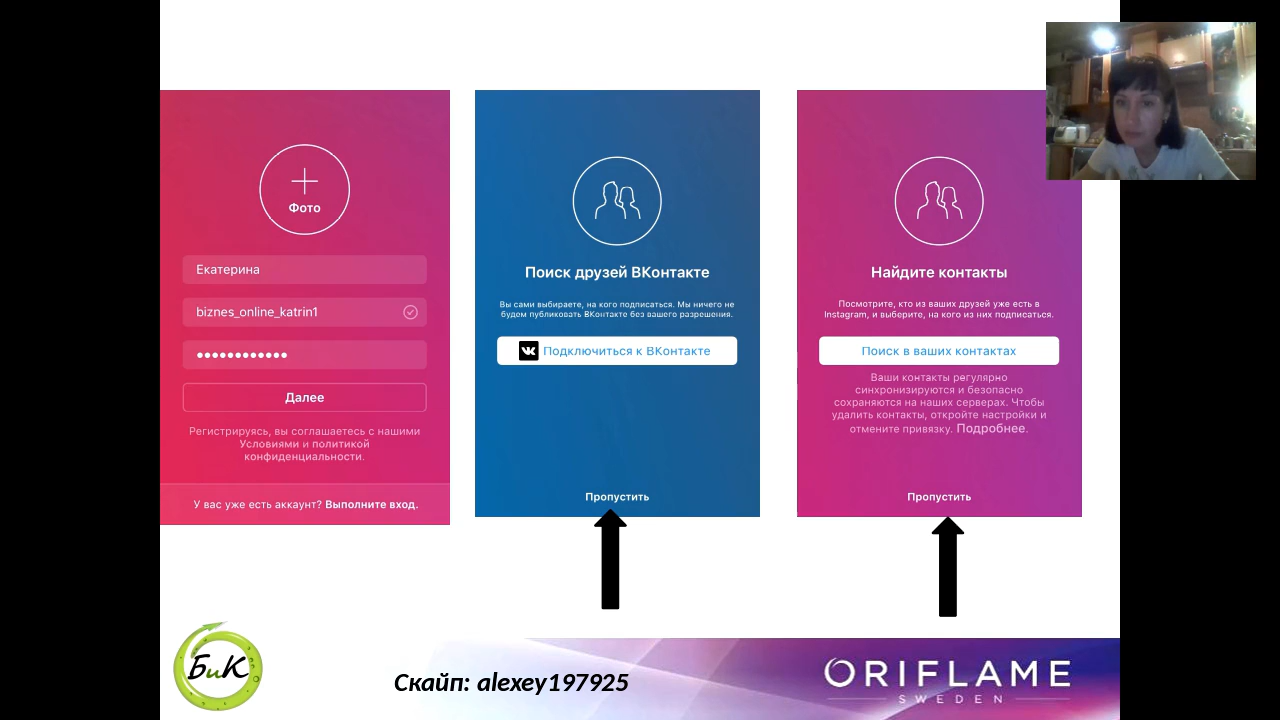 Фото
Екатерина
biznes_online_katrin1
••••••••••••
Далее
Регистрируясь, вы соглашаетесь с нашими
Условиями и политикой
конфиденциальности.
У вас уже есть аккаунт? Выполните вход.
Поиск друзей ВКонтакте
Вы сами выбираете, на кого подписаться. Мы ничего не
будем публиковать ВКонтакте без вашего разрешения.
Подключиться к ВКонтакте
Пропустить
Найдите контакты
Посмотрите, кто из ваших друзей уже есть в
Instagram, и выберите, на кого из них подписаться.
Поиск в ваших контактах
Ваши контакты регулярно
синхронизируются и безопасно
сохраняются на наших серверах. Чтобы
удалить контакты, откройте настройки и
отмените привязку. Подробнее.
Пропустить
БиК
Скайп: alexey197925
ORIFLAME
SWEDEN